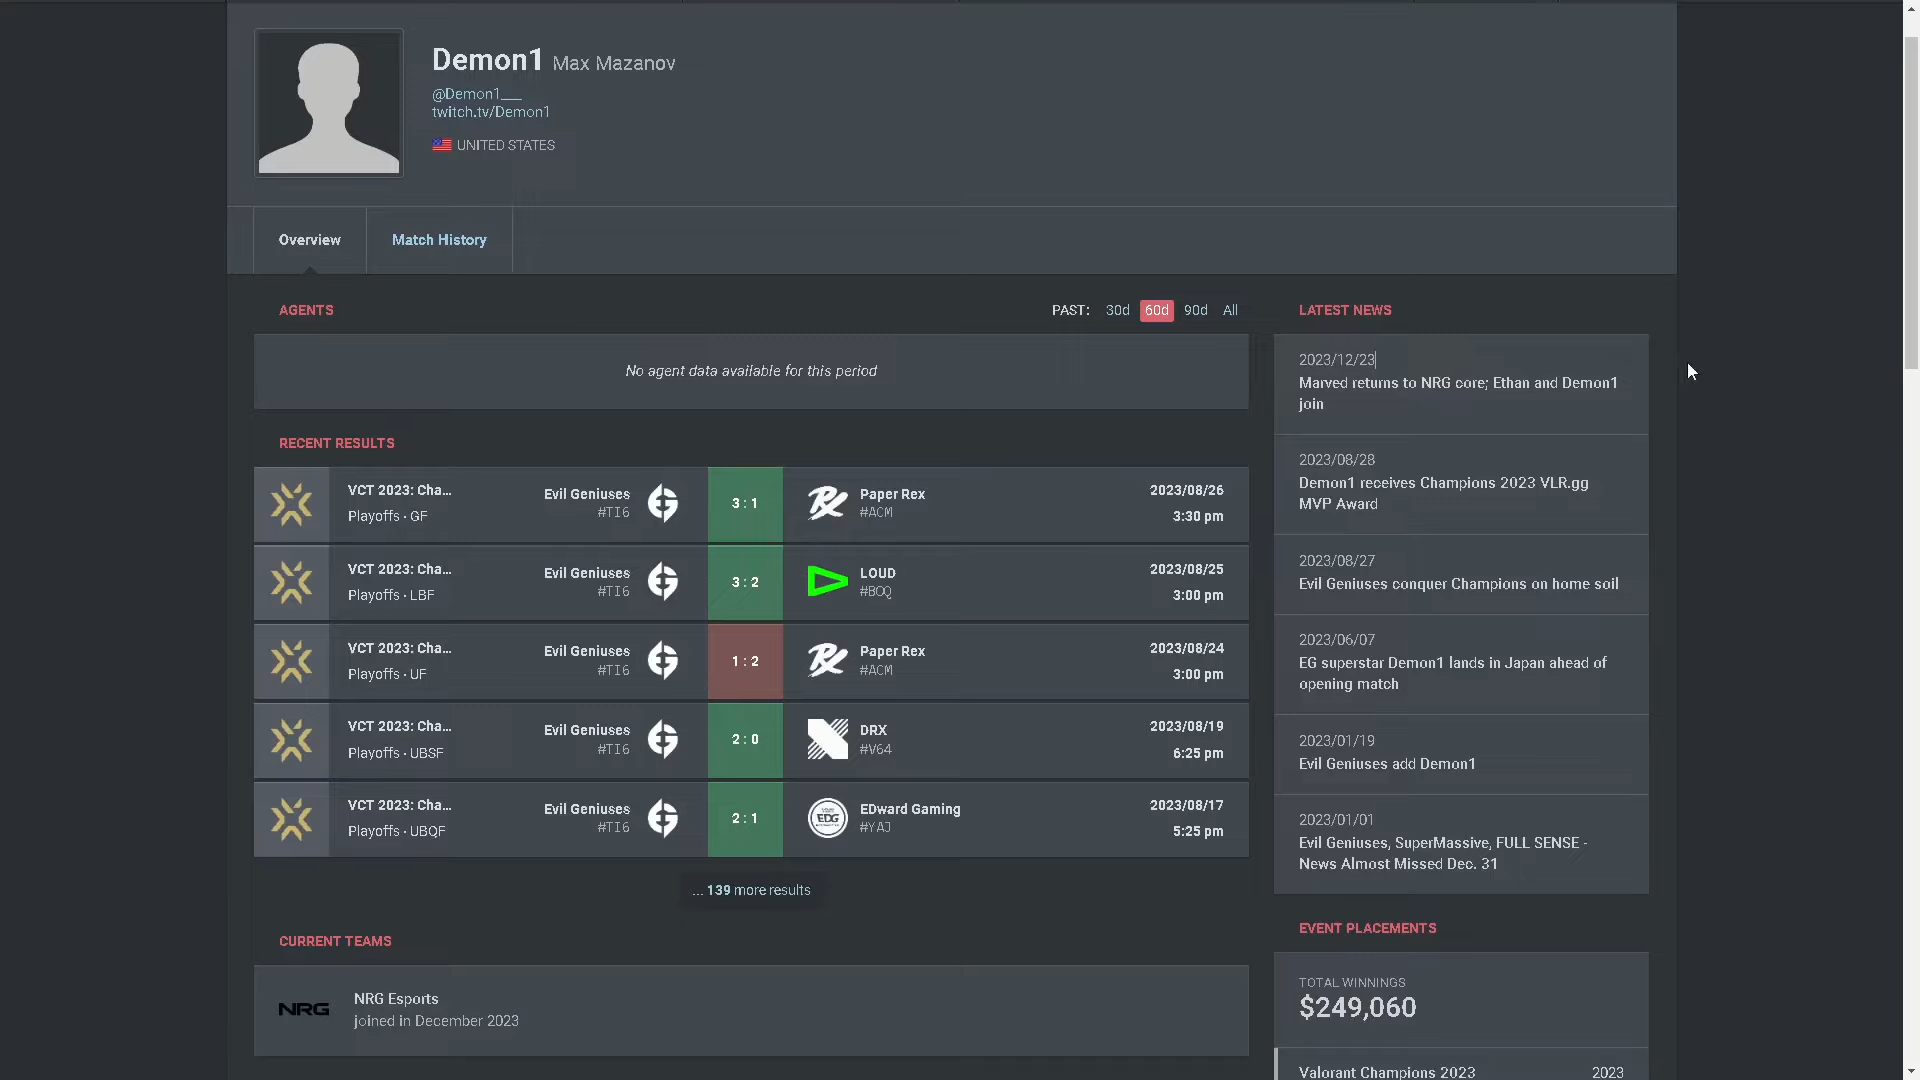 Demon1 Max Mazanov
@Demon1___
twitch.tv/Demon1
UNITED STATES
Overview
Match History
AGENTS
PAST: 30d 60d 90d All
No agent data available for this period
RECENT RESULTS
VCT 2023: Cha...
Playoffs · GF
Evil Geniuses
#TI6
3 : 1
Paper Rex
#ACM
2023/08/26
3:30 pm
VCT 2023: Cha...
Playoffs · LBF
Evil Geniuses
#TI6
3 : 2
LOUD
#BOQ
2023/08/25
3:00 pm
VCT 2023: Cha...
Playoffs · UF
Evil Geniuses
#TI6
1 : 2
Paper Rex
#ACM
2023/08/24
3:00 pm
VCT 2023: Cha...
Playoffs · UBSF
Evil Geniuses
#TI6
2 : 0
DRX
#V64
2023/08/19
6:25 pm
VCT 2023: Cha...
Playoffs · UBQF
Evil Geniuses
#TI6
2 : 1
EDG
EDward Gaming
#YAJ
2023/08/17
5:25 pm
... 139 more results
CURRENT TEAMS
NRG
NRG Esports
joined in December 2023
LATEST NEWS
2023/12/23
Marved returns to NRG core; Ethan and Demon1
join
2023/08/28
Demon1 receives Champions 2023 VLR.gg
MVP Award
2023/08/27
Evil Geniuses conquer Champions on home soil
2023/06/07
EG superstar Demon1 lands in Japan ahead of
opening match
2023/01/19
Evil Geniuses add Demon1
2023/01/01
Evil Geniuses, SuperMassive, FULL SENSE -
News Almost Missed Dec. 31
EVENT PLACEMENTS
TOTAL WINNINGS
$249,060
Valorant Champions 2023 2023